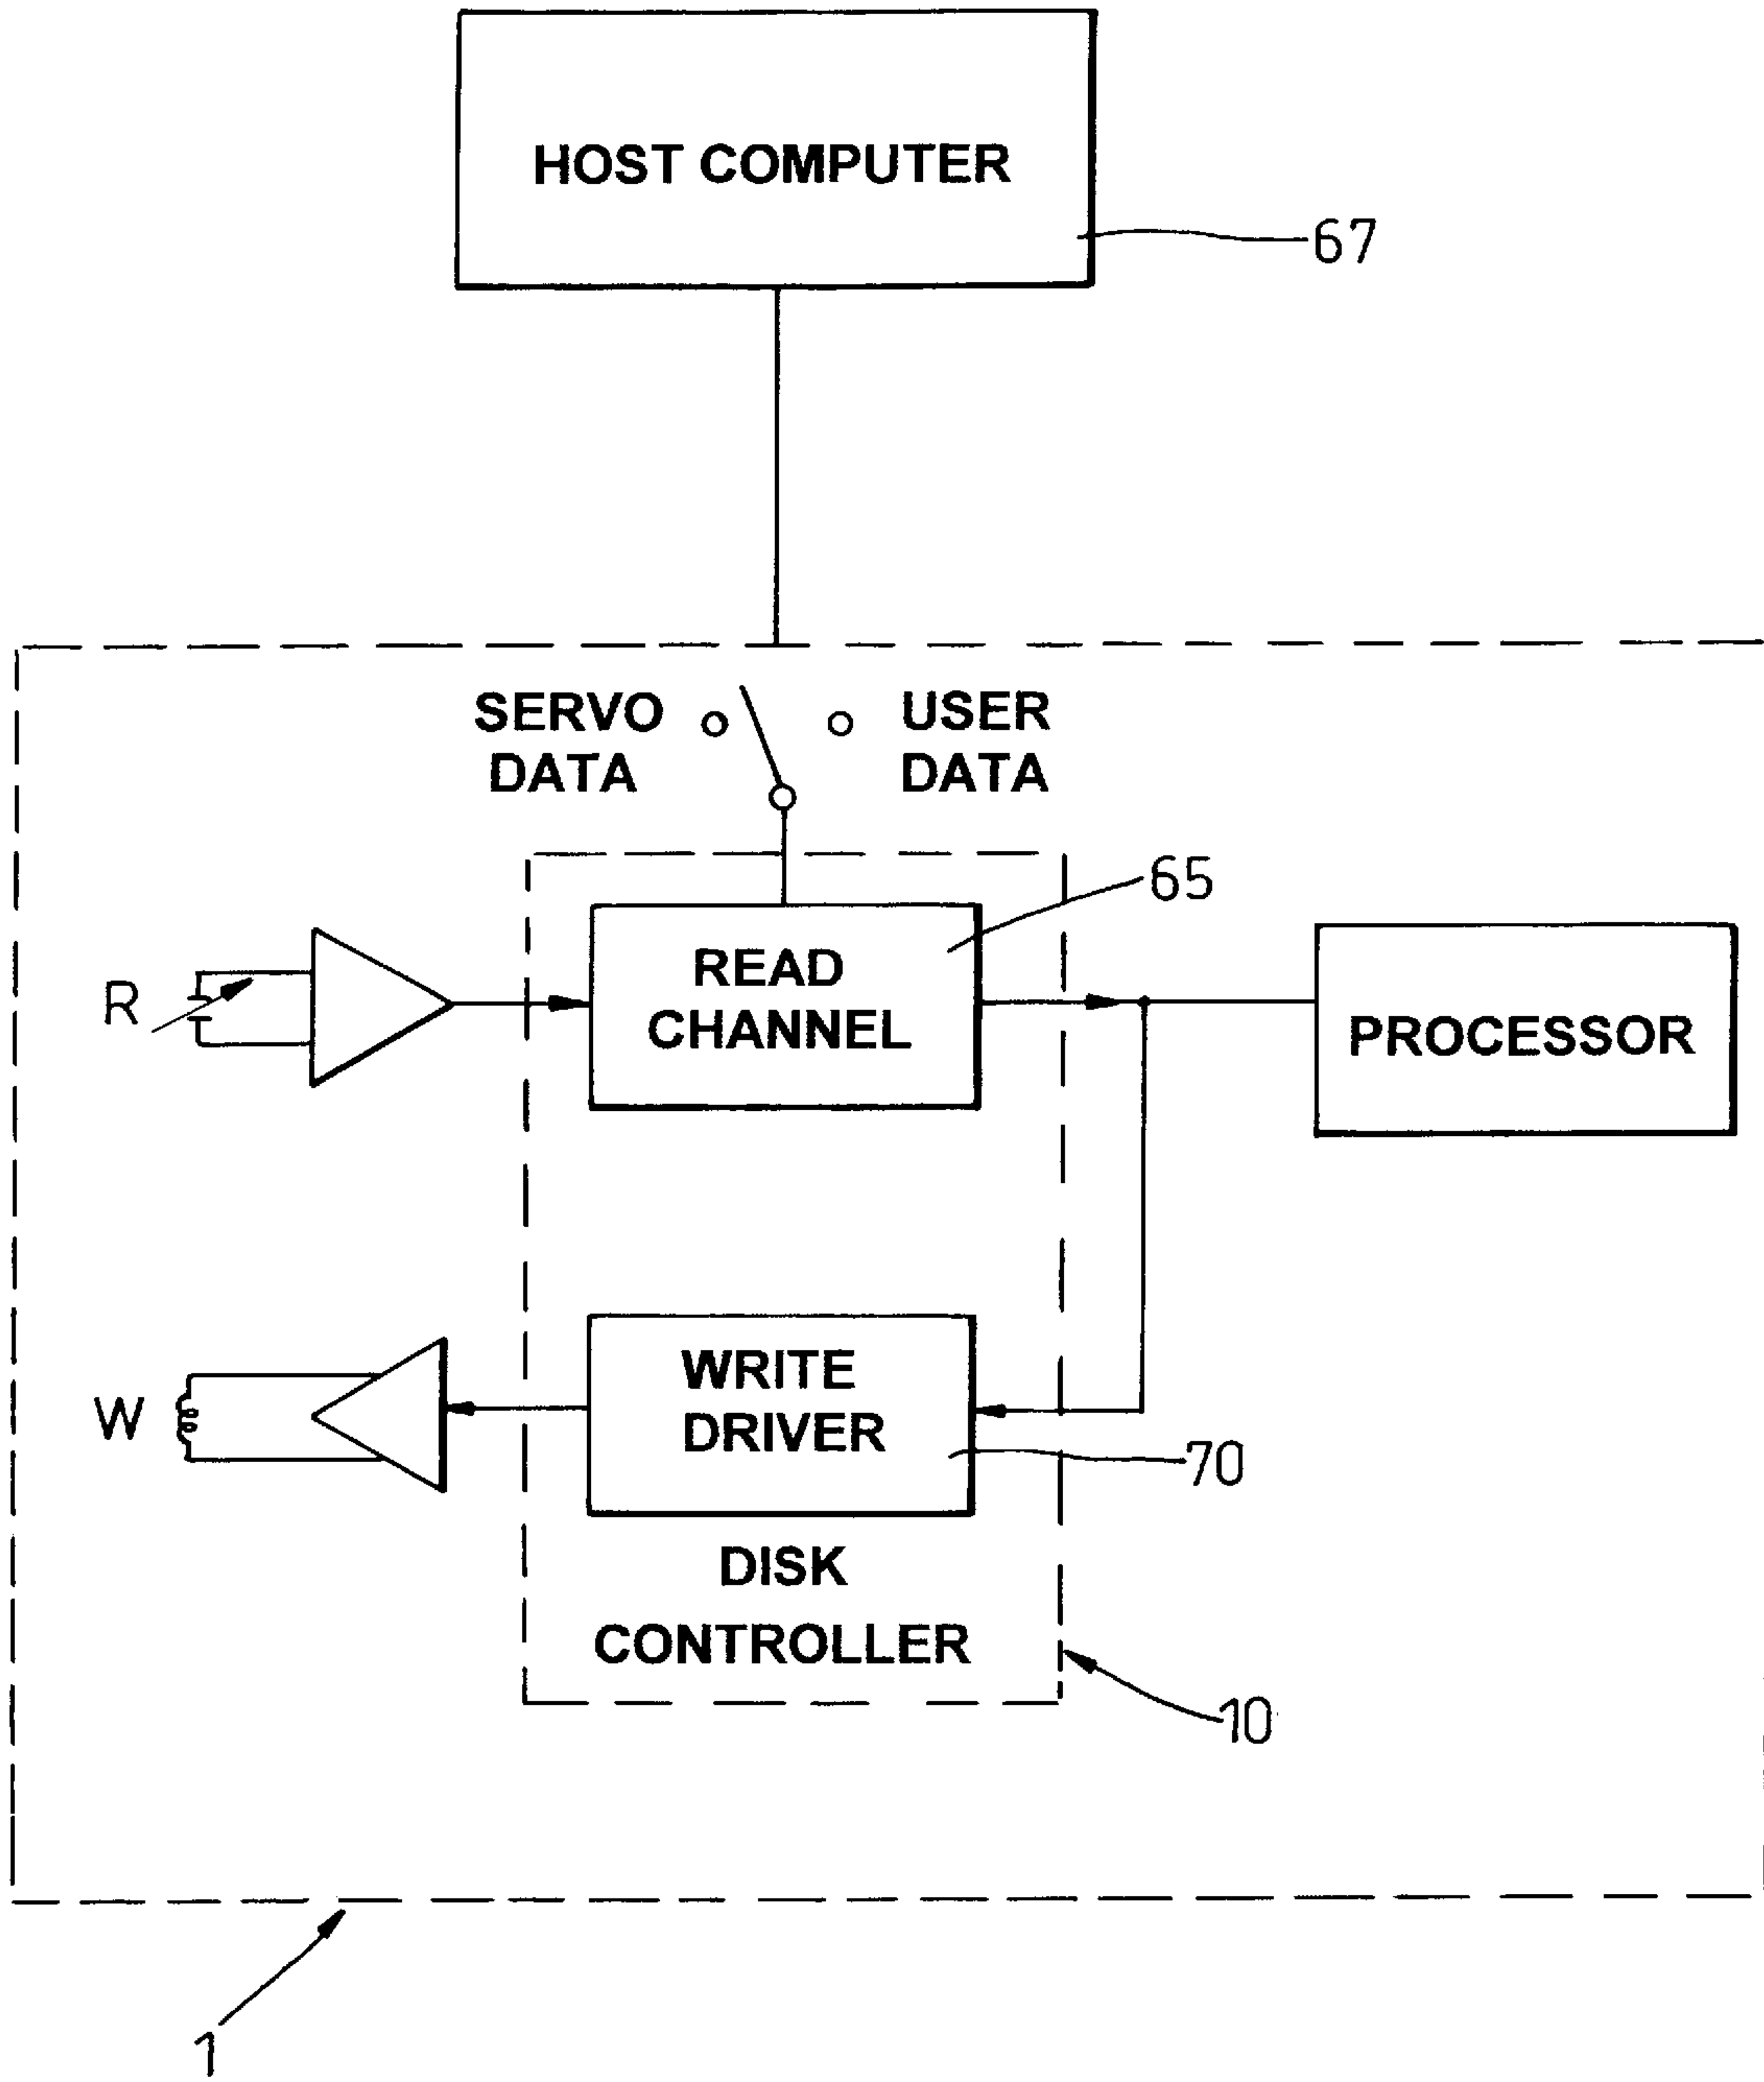 HOST COMPUTER
67
SERVO
DATA
USER
DATA
65
READ
CHANNEL
R
PROCESSOR
WRITE
DRIVER
W
70
DISK
CONTROLLER
10
1